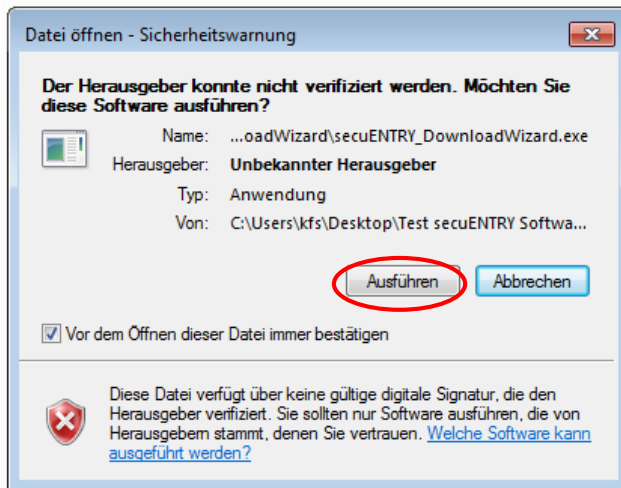 Datei öffnen - Sicherheitswarnung
Der Herausgeber konnte nicht verifiziert werden. Möchten Sie
diese Software ausführen?
Name: ...oadWizard\secuENTRY_DownloadWizard.exe
Herausgeber: Unbekannter Herausgeber
Typ: Anwendung
Von: C:\Users\kfs\Desktop\Test secuENTRY Softwa...
Ausführen Abbrechen
Vor dem Öffnen dieser Datei immer bestätigen
Diese Datei verfügt über keine gültige digitale Signatur, die den
Herausgeber verifiziert. Sie sollten nur Software ausführen, die von
Herausgebern stammt, denen Sie vertrauen. Welche Software kann
ausgeführt werden?